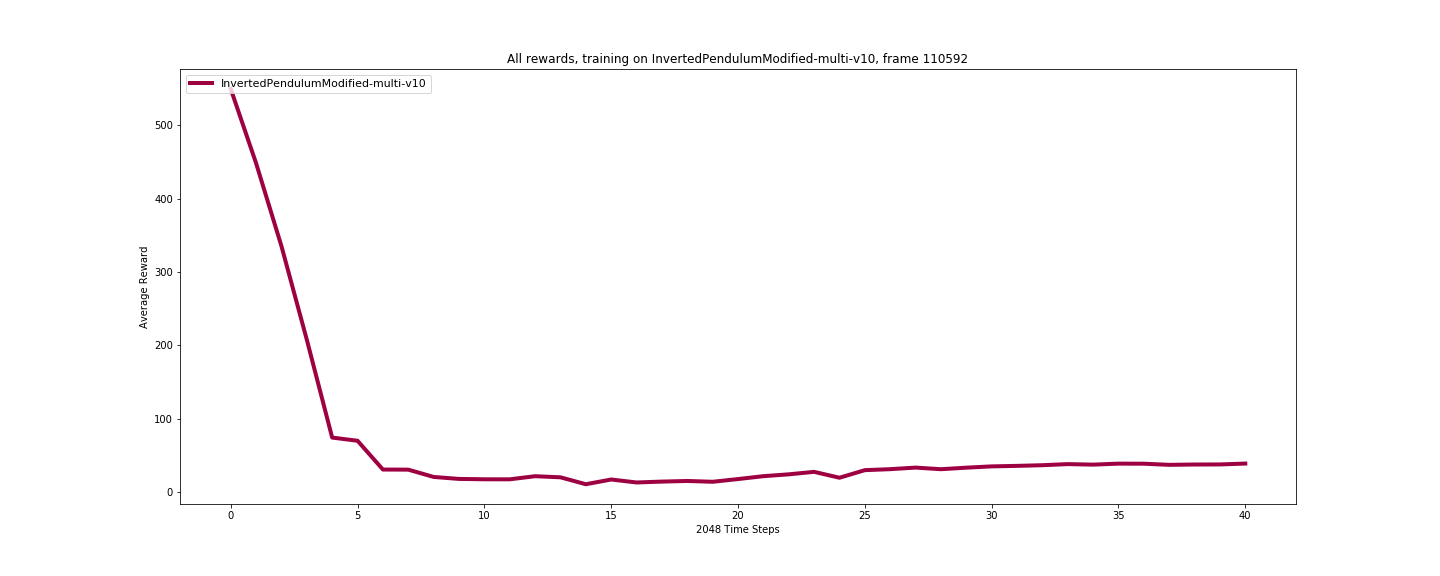 All rewards, training on InvertedPendulumModified-multi-v10, frame 110592
InvertedPendulumModified-multi-v10
500
400
300
200
100
0
Average Reward
0 5 10 15 20 25 30 35 40
2048 Time Steps